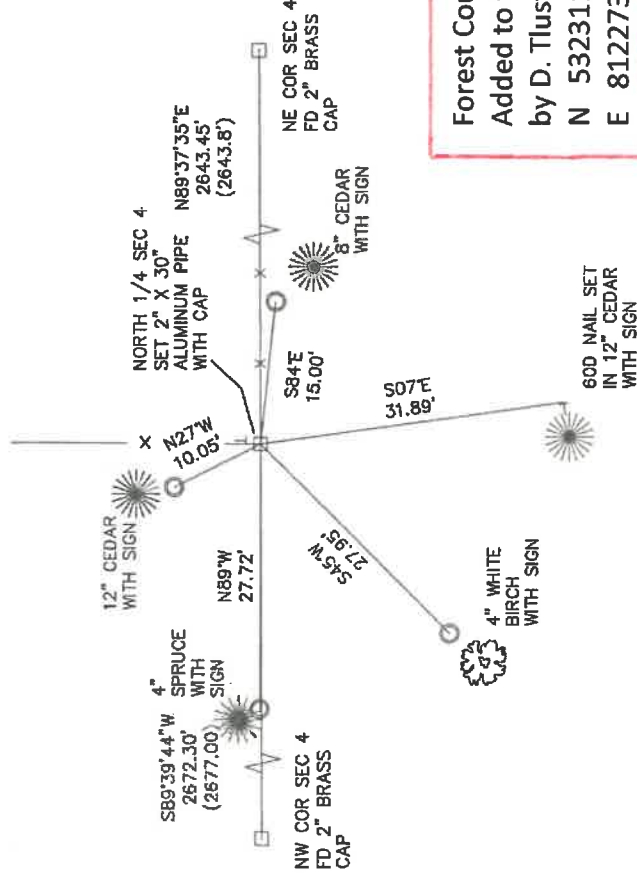 NORTH 1/4 SEC 4
SET 2" X 30"
ALUMINUM PIPE
WITH CAP
12" CEDAR
WITH SIGN
N27°W
10.05'
N89°37'35"E
2643.45'
(2643.8')
NE COR SEC 4
FD 2" BRASS
CAP
8" CEDAR
WITH SIGN
S84°E
15.00'
S89°39'44"W
2672.30'
(2677.00)
4"
SPRUCE
WITH
SIGN
N89°W
27.72'
NW COR SEC 4
FD 2" BRASS
CAP
S45°W
27.95'
4" WHITE
BIRCH
WITH SIGN
S07°E
31.89'
60D NAIL SET
IN 12" CEDAR
WITH SIGN
Forest
Added to
by D.
N
E